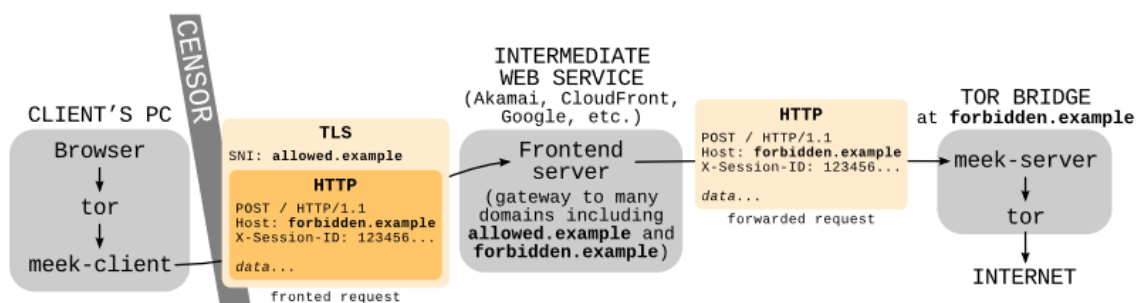 CLIENT'S PC
Browser
tor
meek-client
CENSOR
TLS
SNI: allowed.example
HTTP
POST / HTTP/1.1
Host: forbidden.example
X-Session-ID: 123456...
data...
fronted request
INTERMEDIATE
WEB SERVICE
(Akamai, CloudFront,
Google, etc.)
Frontend
server
(gateway to many
domains including
allowed.example and
forbidden.example)
HTTP
POST / HTTP/1.1
Host: forbidden.example
X-Session-ID: 123456...
data...
forwarded request
TOR BRIDGE
at forbidden.example
meek-server
tor
INTERNET